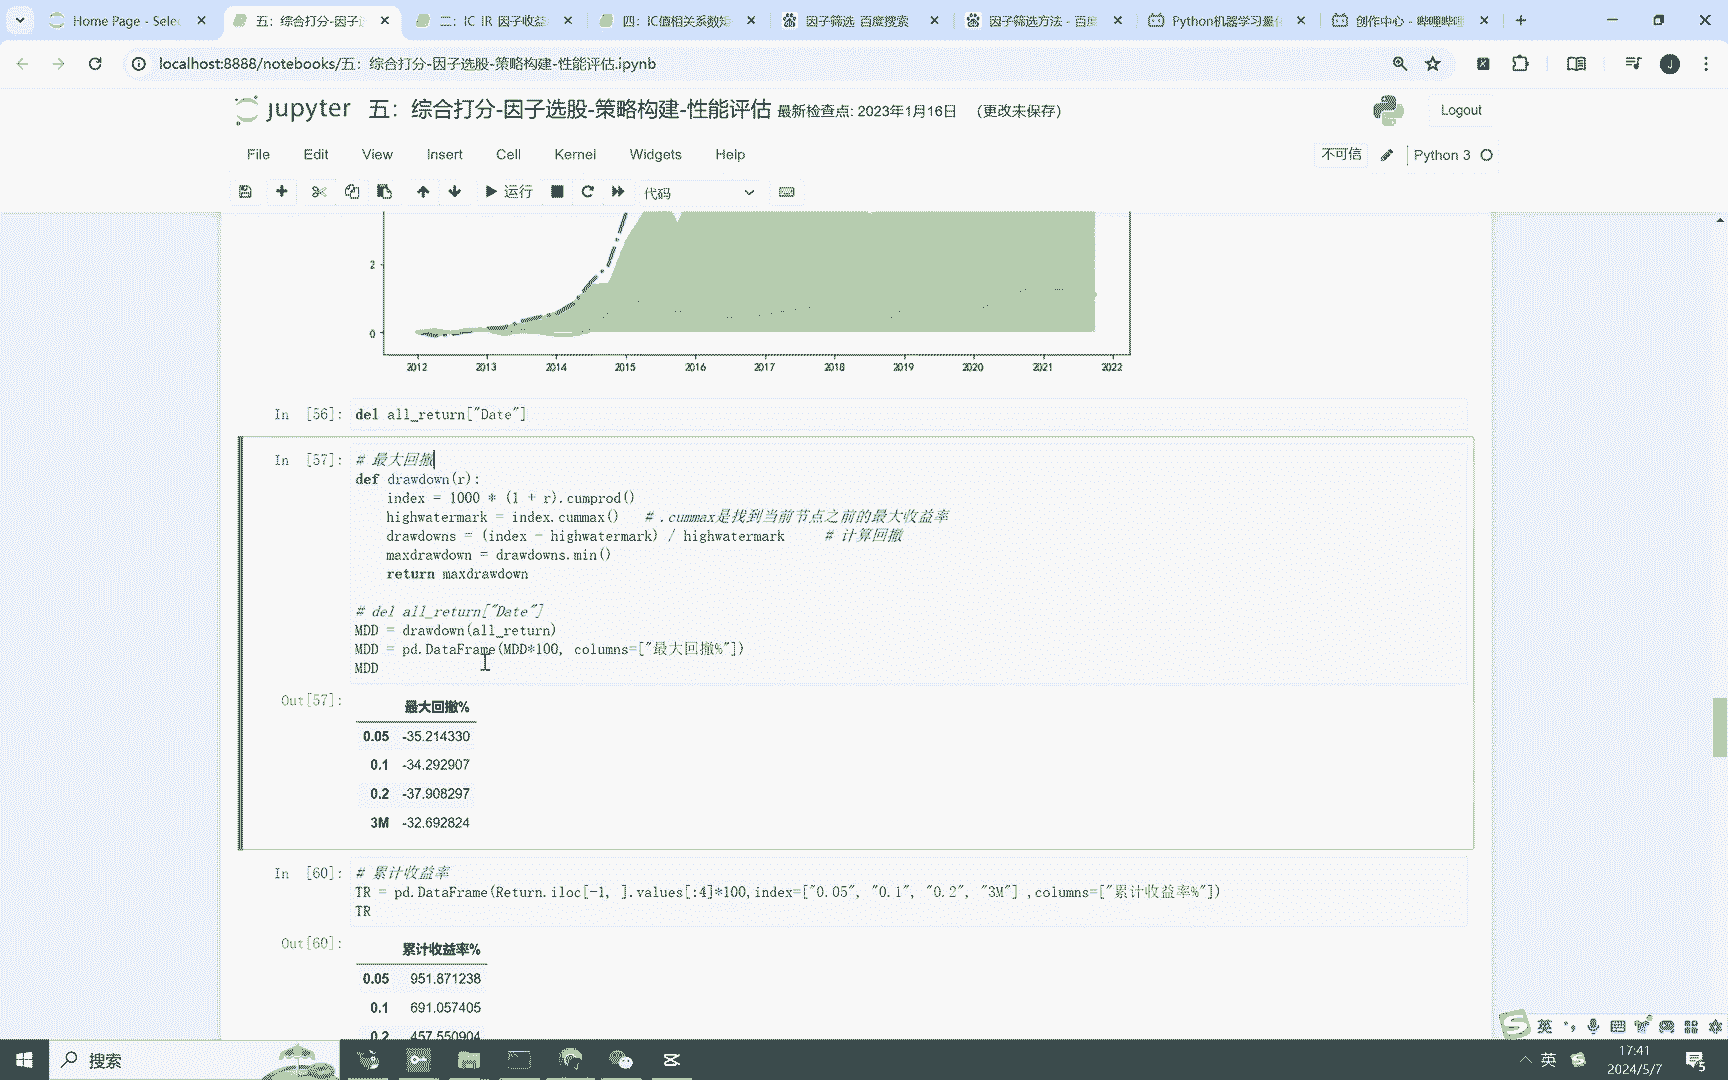 Home Page - Selec
五：综合打分-因子选
二：IC_IR_因子收益
四：IC值相关系数矩
因子筛选_百度搜索
因子筛选方法 - 百度
Python机器学习量化
创作中心 - 哔哩哔哩
localhost:8888/notebooks/五：综合打分-因子选股-策略构建-性能评估.ipynb
J
jupyter 五：综合打分-因子选股-策略构建-性能评估 最新检查点: 2023年1月16日 （更改未保存）
Logout
File Edit View Insert Cell Kernel Widgets Help
不可信 Python 3
运行 代码
2
0
2012 2013 2014 2015 2016 2017 2018 2019 2020 2021 2022
In [56]: del all_return["Date"]
In [57]: # 最大回撤
def drawdown(r):
index = 1000 * (1 + r).cumprod()
highwatermark = index.cummax() # .cummax是找到当前节点之前的最大收益率
drawdowns = (index - highwatermark) / highwatermark # 计算回撤
maxdrawdown = drawdowns.min()
return maxdrawdown
# del all_return["Date"]
MDD = drawdown(all_return)
MDD = pd.DataFrame(MDD*100, columns=["最大回撤%"])
MDD
Out[57]:
最大回撤%
0.05 -35.214330
0.1 -34.292907
0.2 -37.908297
3M -32.692824
In [60]: # 累计收益率
TR = pd.DataFrame(Return.iloc[-1, ].values[:4]*100,index=["0.05", "0.1", "0.2", "3M"] ,columns=["累计收益率%"])
TR
Out[60]:
累计收益率%
0.05 951.871238
0.1 691.057405
0.2 457.550904
英
搜索
英
17:41
2024/5/7
5